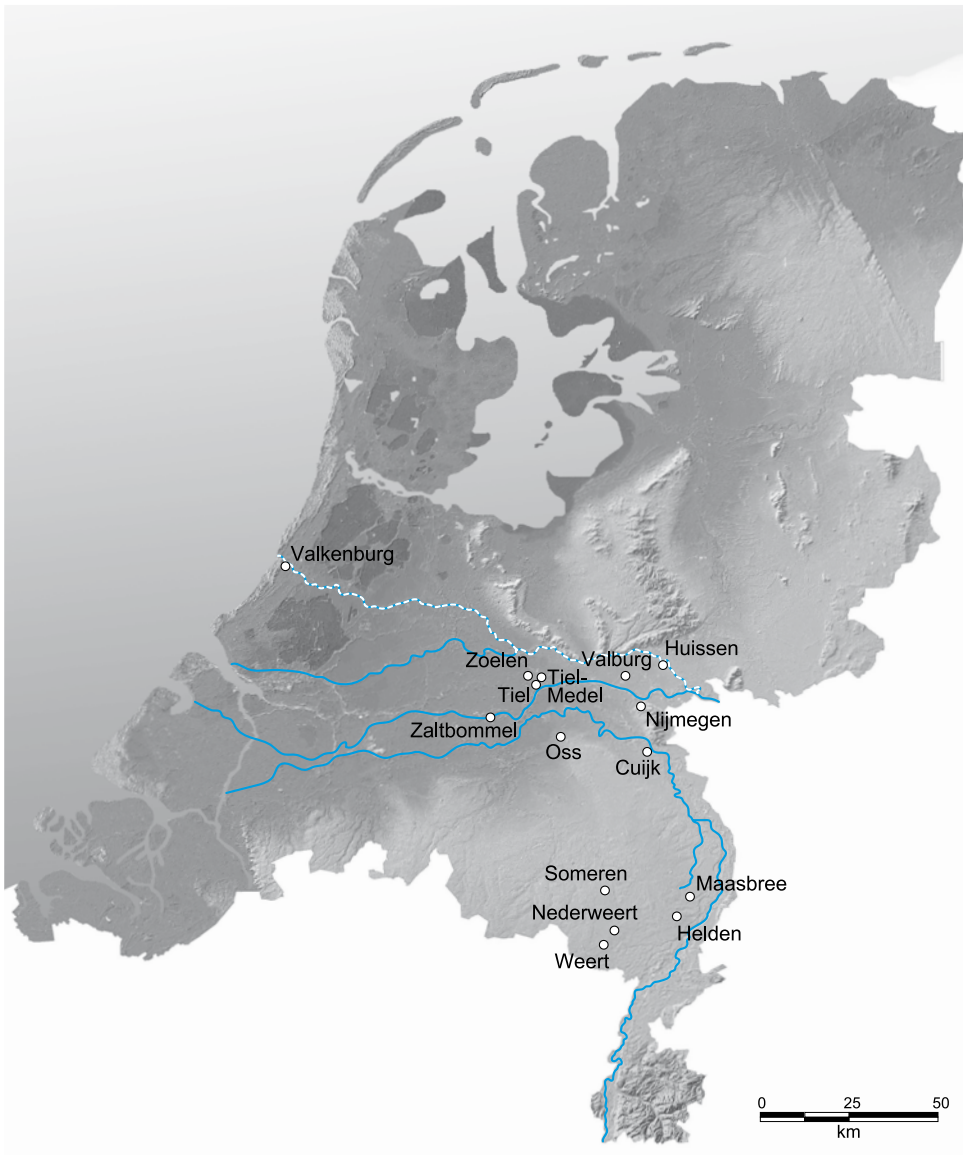 Valkenburg
Huissen
Valburg
Zoelen
Tiel-
Medel
Tiel
Nijmegen
Zaltbommel
Oss
Cuijk
Someren
Maasbree
Nederweert
Helden
Weert
0 25 50
km